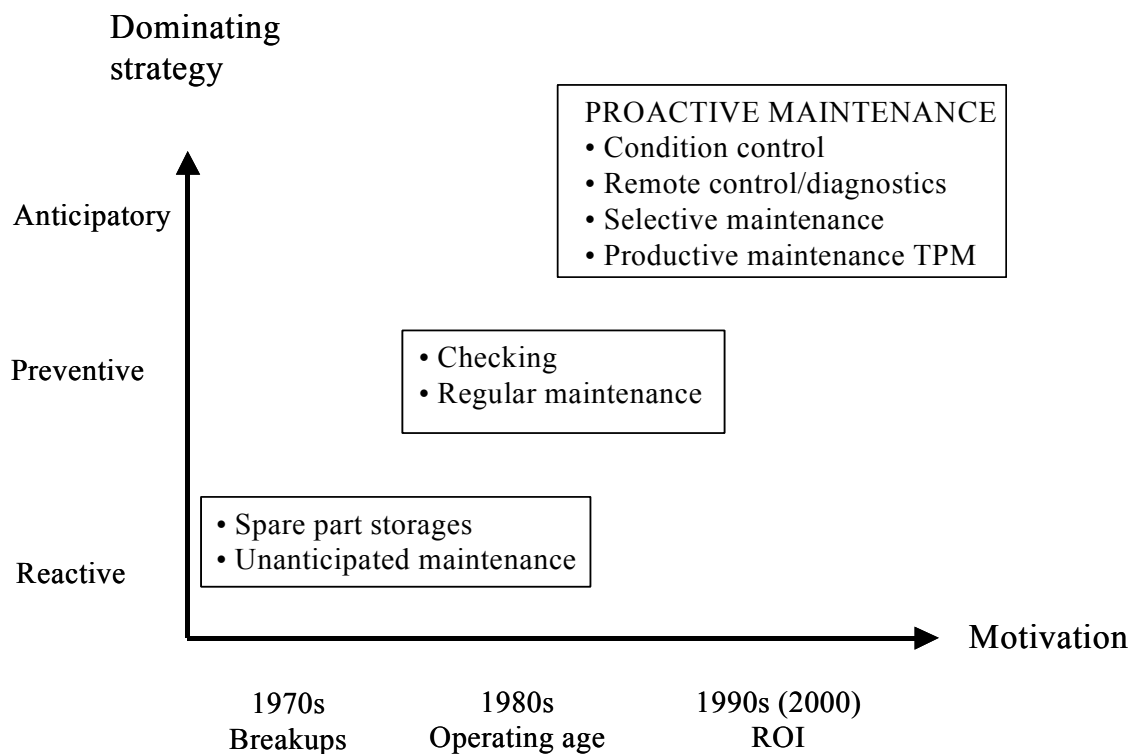 Dominating
strategy
PROACTIVE MAINTENANCE
• Condition control
• Remote control/diagnostics
• Selective maintenance
• Productive maintenance TPM
Anticipatory
Preventive
• Checking
• Regular maintenance
• Spare part storages
• Unanticipated maintenance
Reactive
Motivation
1970s
Breakups
1980s
Operating age
1990s (2000)
ROI